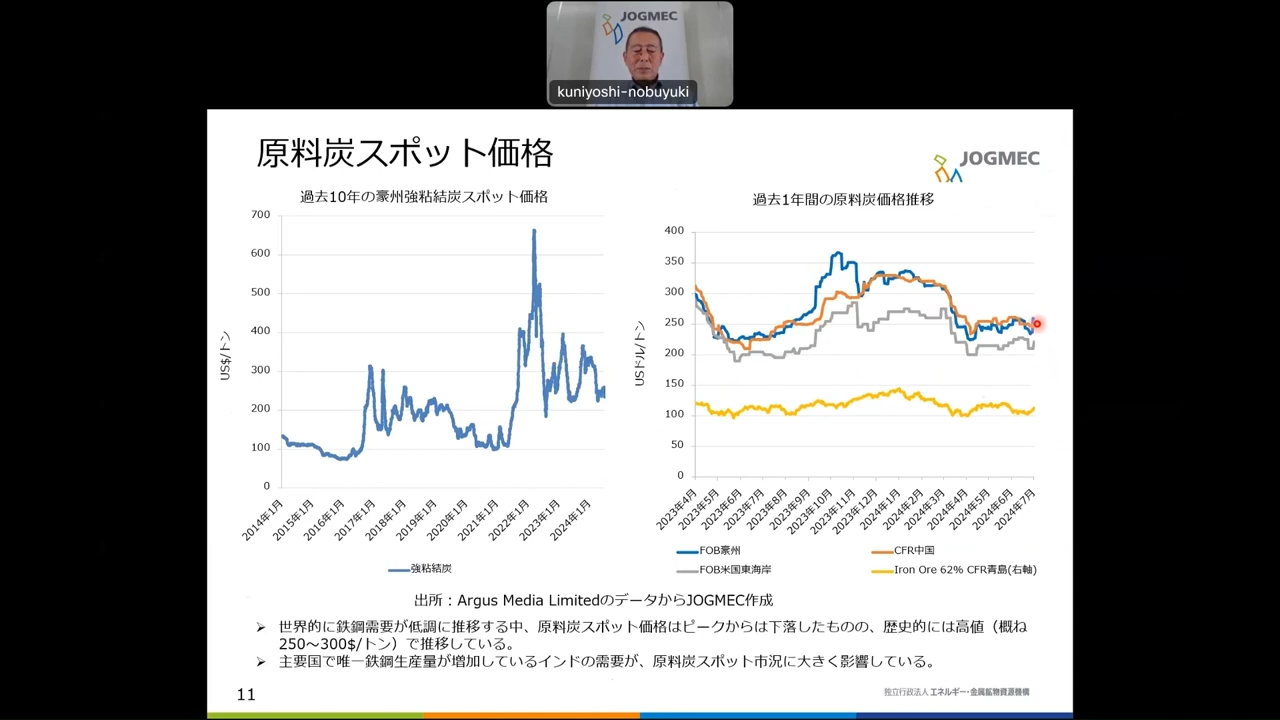 JOGMEC
kuniyoshi-nobuyuki
原料炭スポット価格
JOGMEC
過去10年の豪州強粘結炭スポット価格
700
600
500
400
300
200
100
0
US$/トン
2014年1月
2015年1月
2016年1月
2017年1月
2018年1月
2019年1月
2020年1月
2021年1月
2022年1月
2023年1月
2024年1月
強粘結炭
過去1年間の原料炭価格推移
400
350
300
250
200
150
100
50
0
USドル/トン
2023年4月
2023年5月
2023年6月
2023年7月
2023年8月
2023年9月
2023年10月
2023年11月
2023年12月
2024年1月
2024年2月
2024年3月
2024年4月
2024年5月
2024年6月
2024年7月
FOB豪州
CFR中国
FOB米国東海岸
Iron Ore 62% CFR青島(右軸)
出所：Argus Media LimitedのデータからJOGMEC作成
➢ 世界的に鉄鋼需要が低調に推移する中、原料炭スポット価格はピークからは下落したものの、歴史的には高値（概ね
250～300$/トン）で推移している。
➢ 主要国で唯一鉄鋼生産量が増加しているインドの需要が、原料炭スポット市況に大きく影響している。
11
独立行政法人 エネルギー・金属鉱物資源機構